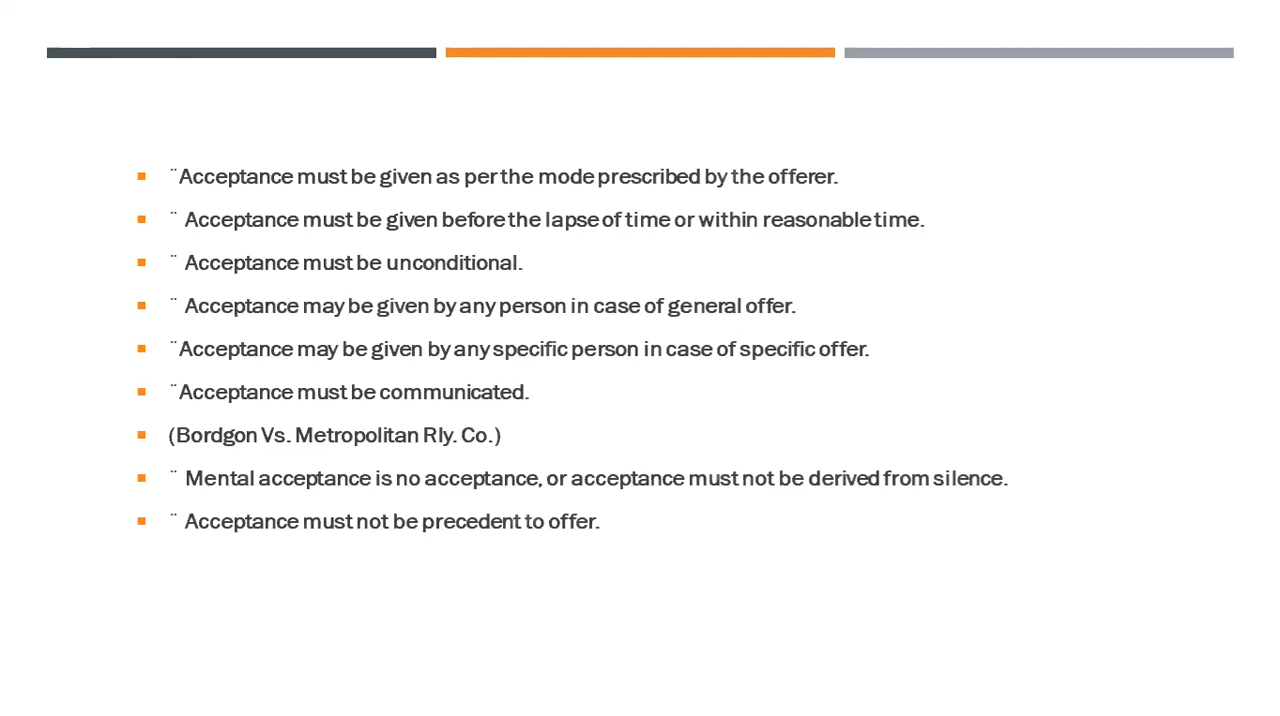 ¨Acceptance must be given as per the mode prescribed by the offerer.
¨ Acceptance must be given before the lapse of time or within reasonable time.
¨ Acceptance must be unconditional.
¨ Acceptance may be given by any person in case of general offer.
¨Acceptance may be given by any specific person in case of specific offer.
¨Acceptance must be communicated.
(Bordgon Vs. Metropolitan Rly. Co.)
¨ Mental acceptance is no acceptance, or acceptance must not be derived from silence.
¨ Acceptance must not be precedent to offer.